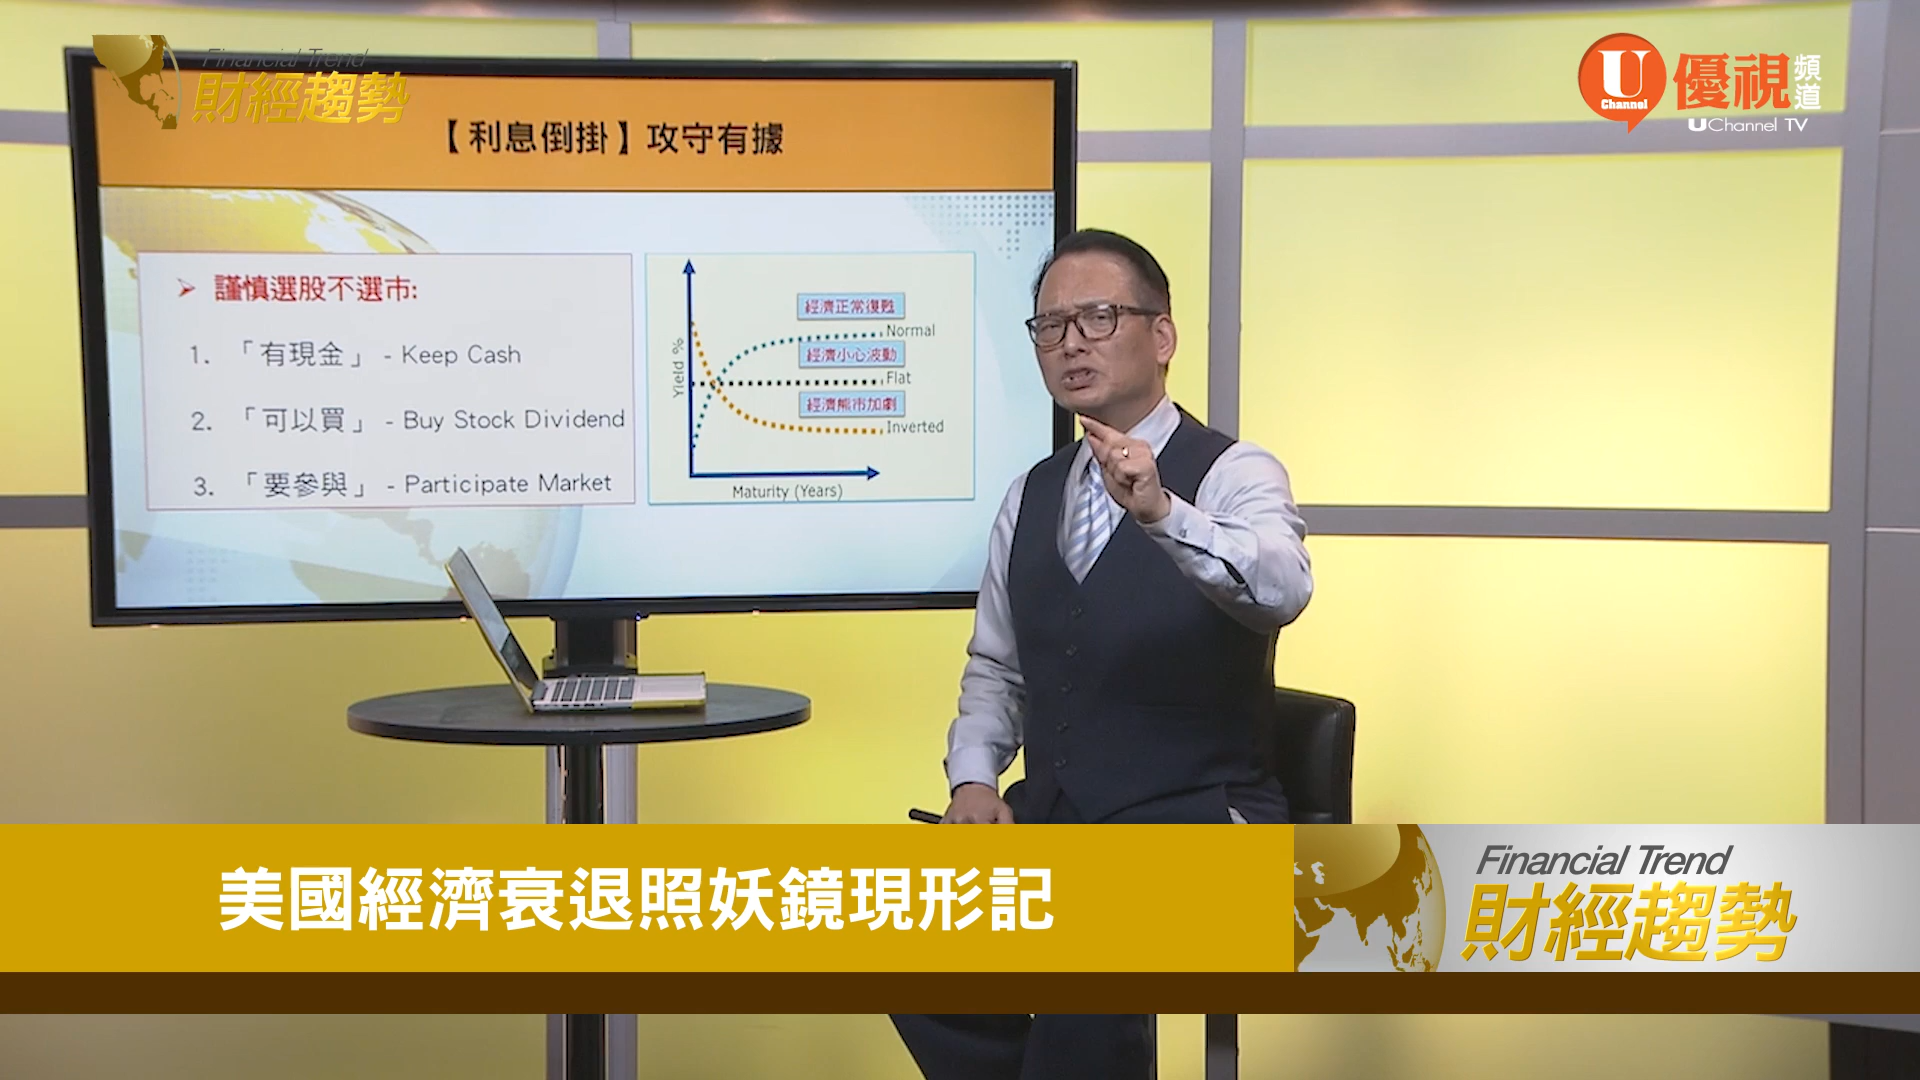 Financial Trend
財經趨勢
U
Channel
優視
頻道
UChannel TV
【利息倒掛】攻守有據
➢ 謹慎選股不選市:
1. 「有現金」 - Keep Cash
2. 「可以買」 - Buy Stock Dividend
3. 「要參與」 - Participate Market
Yield %
經濟正常復甦
Normal
經濟小心波動
Flat
經濟熊市加劇
Inverted
Maturity (Years)
美國經濟衰退照妖鏡現形記
Financial Trend
財經趨勢